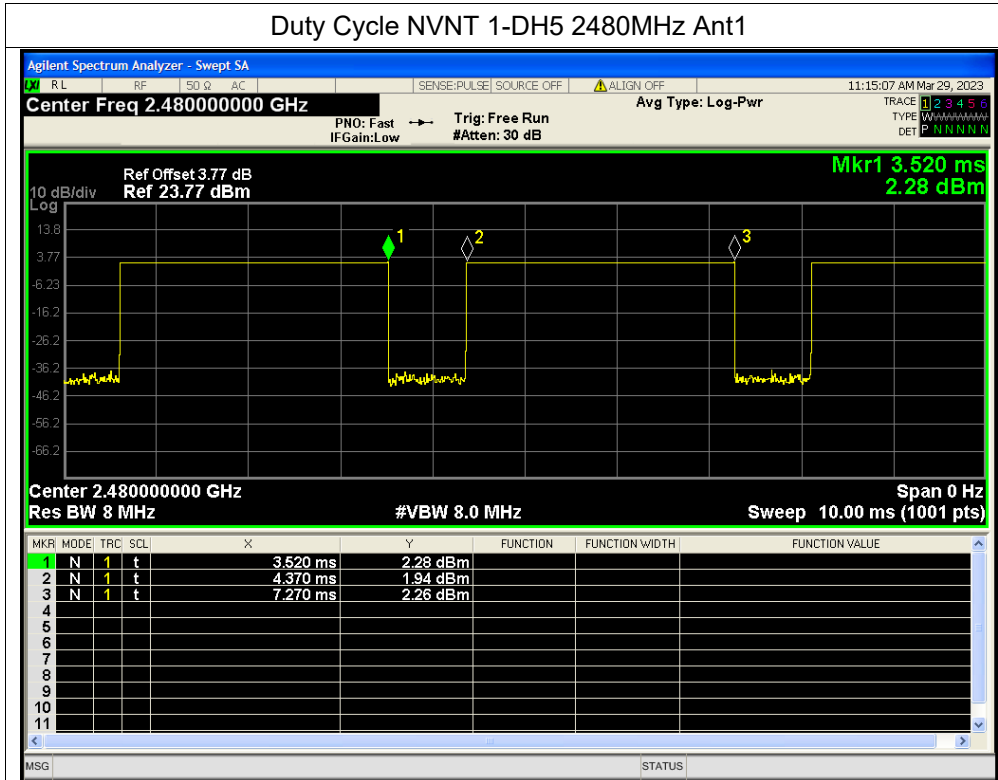 Duty Cycle NVNT 1-DH5 2480MHz Ant1
Agilent Spectrum Analyzer - Swept SA
LXI RL RF 50 Ω AC SENSE:PULSE SOURCE OFF ALIGN OFF 11:15:07 AM Mar 29, 2023
Center Freq 2.480000000 GHz Avg Type: Log-Pwr TRACE 1 2 3 4 5 6
PNO: Fast Trig: Free Run TYPE WWWWWW
IFGain:Low #Atten: 30 dB DET P N N N N N
Mkr1 3.520 ms
Ref Offset 3.77 dB
10 dB/div Ref 23.77 dBm 2.28 dBm
Log
13.8
3.77
-6.23
-16.2
-26.2
-36.2
-46.2
-56.2
-66.2
1 2 3
Center 2.480000000 GHz Span 0 Hz
Res BW 8 MHz #VBW 8.0 MHz Sweep 10.00 ms (1001 pts)
MKR MODE TRC SCL X Y FUNCTION FUNCTION WIDTH FUNCTION VALUE
1 N 1 t 3.520 ms 2.28 dBm
2 N 1 t 4.370 ms 1.94 dBm
3 N 1 t 7.270 ms 2.26 dBm
4
5
6
7
8
9
10
11
MSG STATUS